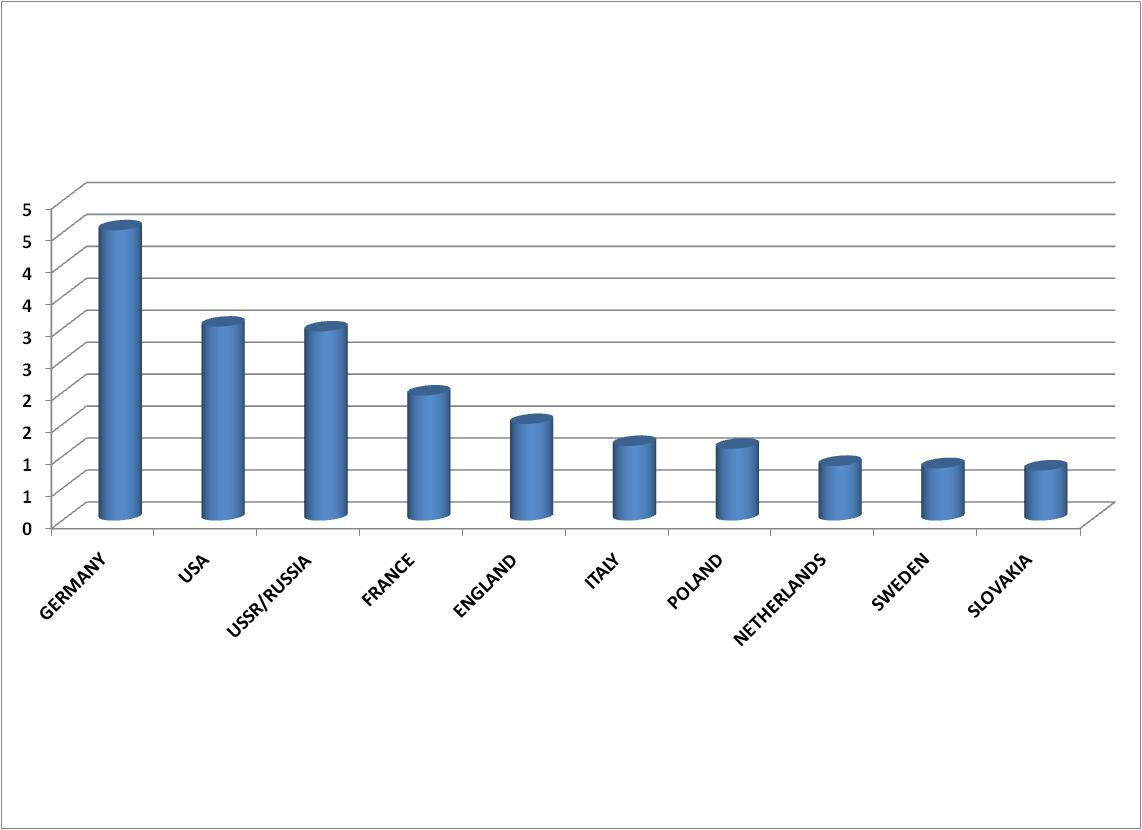 5
5
4
4
3
3
2
2
1
1
0
GERMANY
USA
USSR/RUSSIA
FRANCE
ENGLAND
ITALY
POLAND
NETHERLANDS
SWEDEN
SLOVAKIA